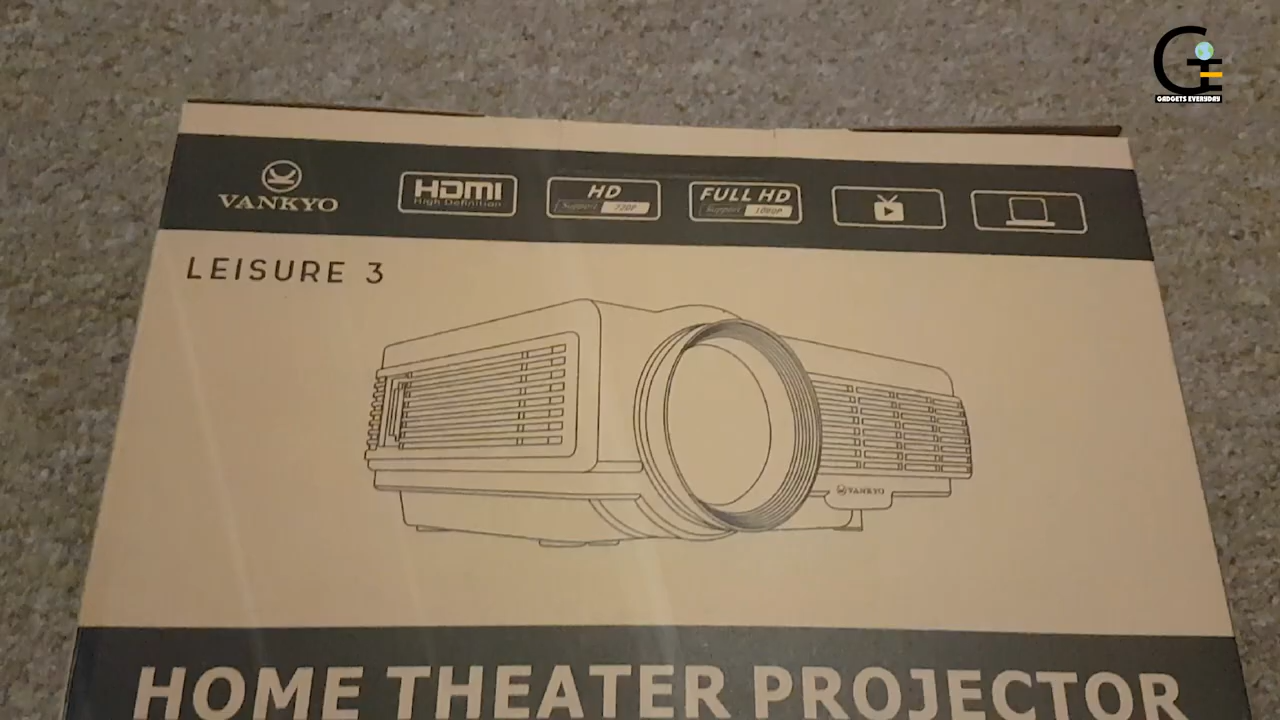 GADGETS EVERYDAY
VANKYO
HDMI
High Definition
HD
Support 720P
FULL HD
Support 1080P
LEISURE 3
VANKYO
HOME THEATER PROJECTOR